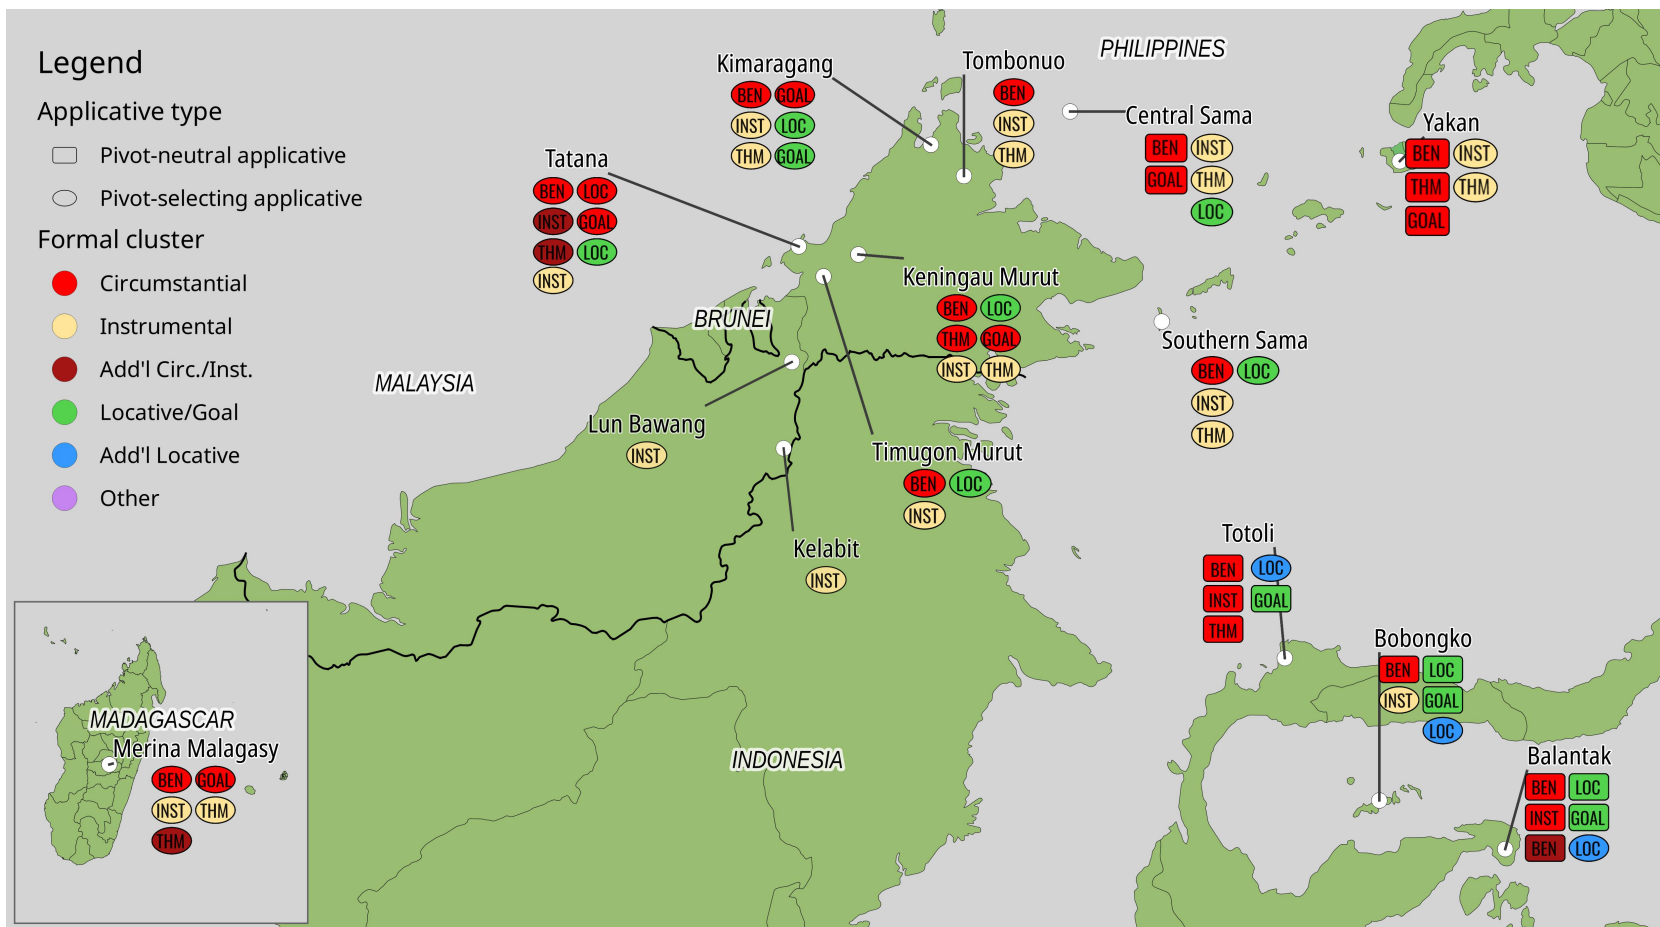 Legend
Applicative type
Pivot-neutral applicative
Pivot-selecting applicative
Formal cluster
Circumstantial
Instrumental
Add'l Circ./Inst.
Locative/Goal
Add'l Locative
Other
PHILIPPINES
Kimaragang
BEN GOAL
INST LOC
THM GOAL
Tombonuo
BEN
INST
THM
Central Sama
BEN INST
GOAL THM
LOC
Yakan
BEN INST
THM THM
GOAL
Tatana
BEN LOC
INST GOAL
THM LOC
INST
Keningau Murut
BEN LOC
THM GOAL
INST THM
BRUNEI
MALAYSIA
Southern Sama
BEN LOC
INST
THM
Lun Bawang
INST
Timugon Murut
BEN LOC
INST
Kelabit
INST
Totoli
BEN LOC
INST GOAL
THM
Bobongko
BEN LOC
INST GOAL
LOC
Balantak
BEN LOC
INST GOAL
BEN LOC
INDONESIA
MADAGASCAR
Merina Malagasy
BEN GOAL
INST THM
THM